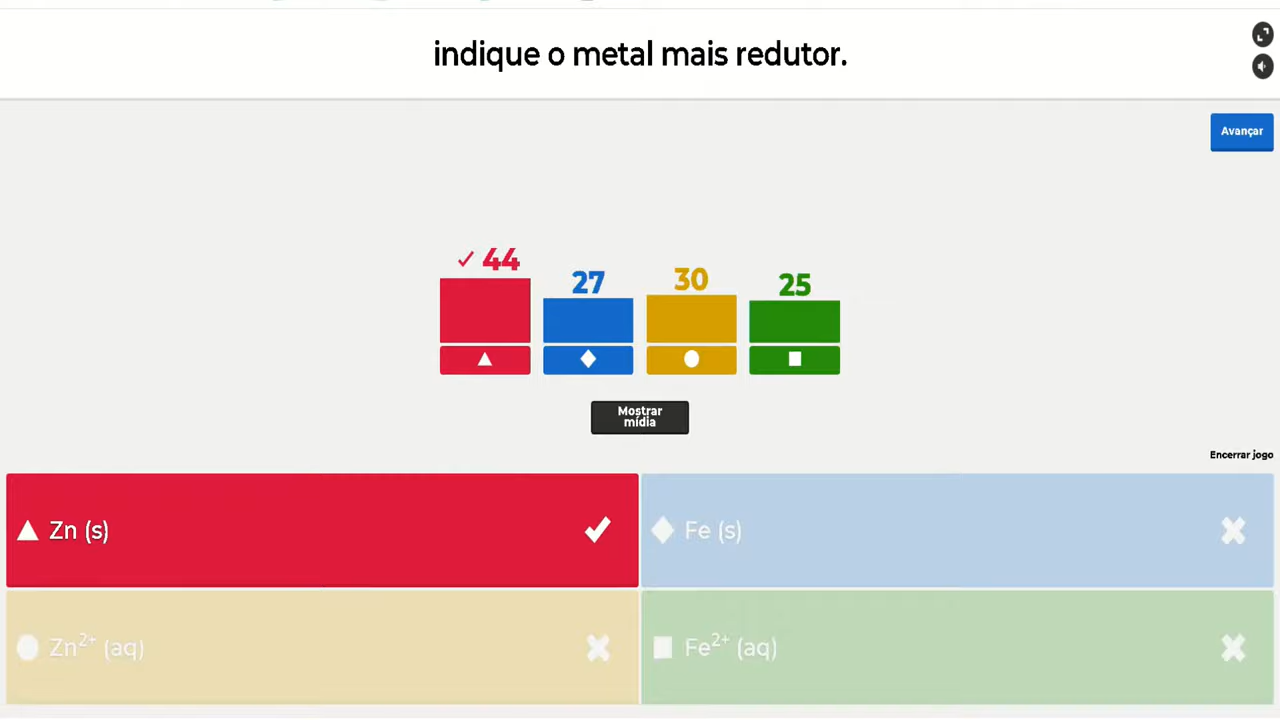 indique o metal mais redutor.
Avançar
✓ 44
27
30
25
Mostrar
mídia
Encerrar jogo
Zn (s)
Fe (s)
Zn²⁺ (aq)
Fe²⁺ (aq)